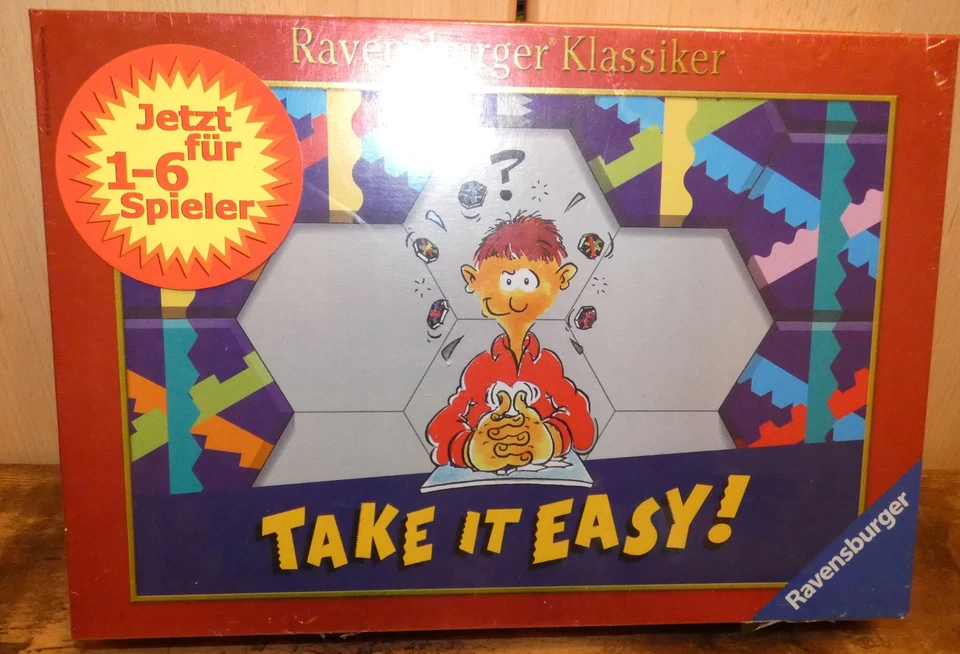 Ravensburger® Klassiker
Jetzt
für
1-6
Spieler
?
TAKE IT EASY!
Ravensburger